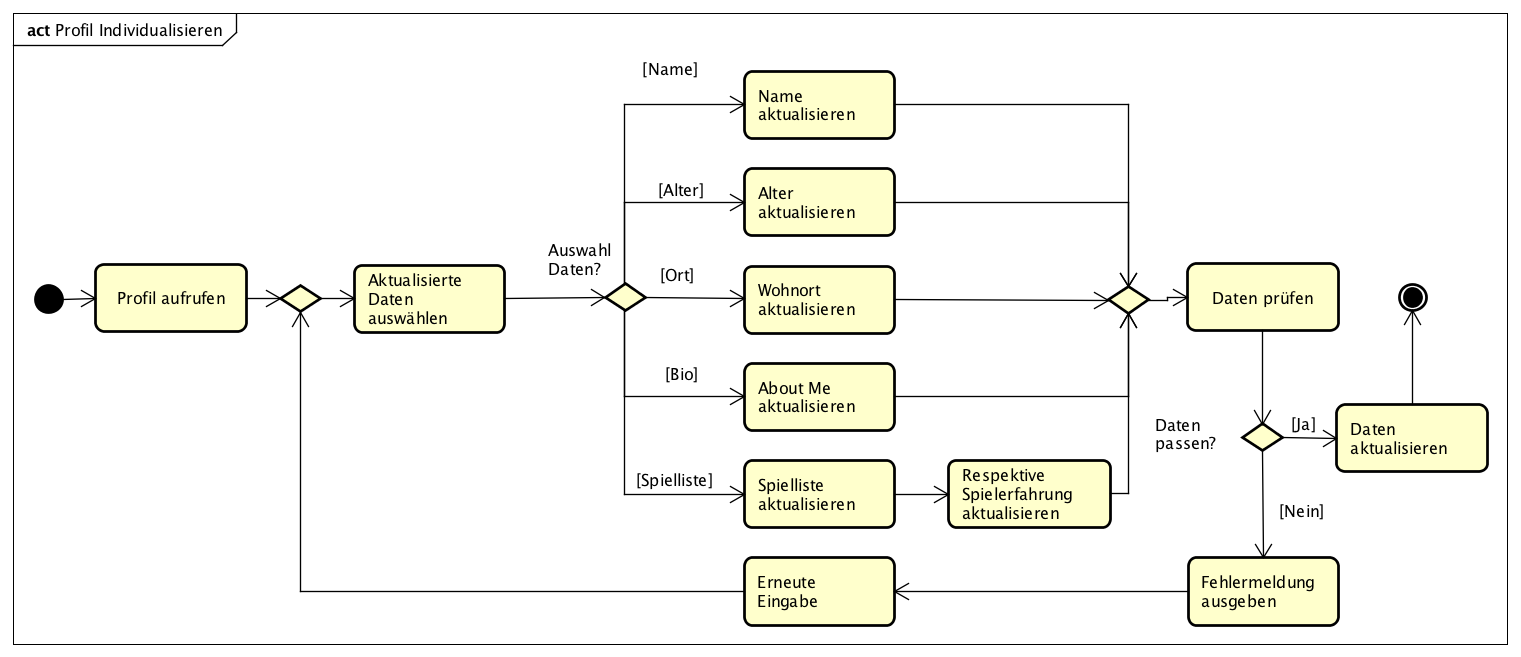 act Profil Individualisieren
[Name]
Name
aktualisieren
[Alter]
Alter
aktualisieren
Auswahl
Daten?
[Ort]
Wohnort
aktualisieren
Profil aufrufen
Aktualisierte
Daten
auswählen
Daten prüfen
[Bio]
About Me
aktualisieren
Daten
passen?
[Ja]
Daten
aktualisieren
[Spielliste]
Spielliste
aktualisieren
Respektive
Spielerfahrung
aktualisieren
[Nein]
Erneute
Eingabe
Fehlermeldung
ausgeben